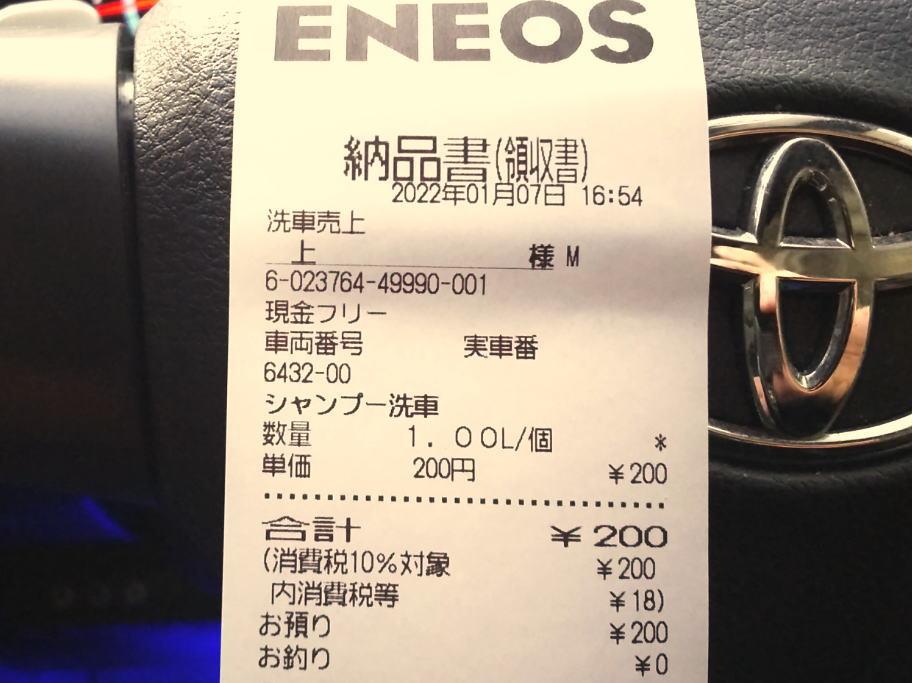 ENEOS
納品書(領収書)
2022年01月07日 16:54
洗車売上
上 様 M
6-023764-49990-001
現金フリー
車両番号 実車番
6432-00
シャンプー洗車
数量 1.00L/個 *
単価 200円 ¥200
合計 ¥200
(消費税10%対象 ¥200
内消費税等 ¥18)
お預り ¥200
お釣り ¥0